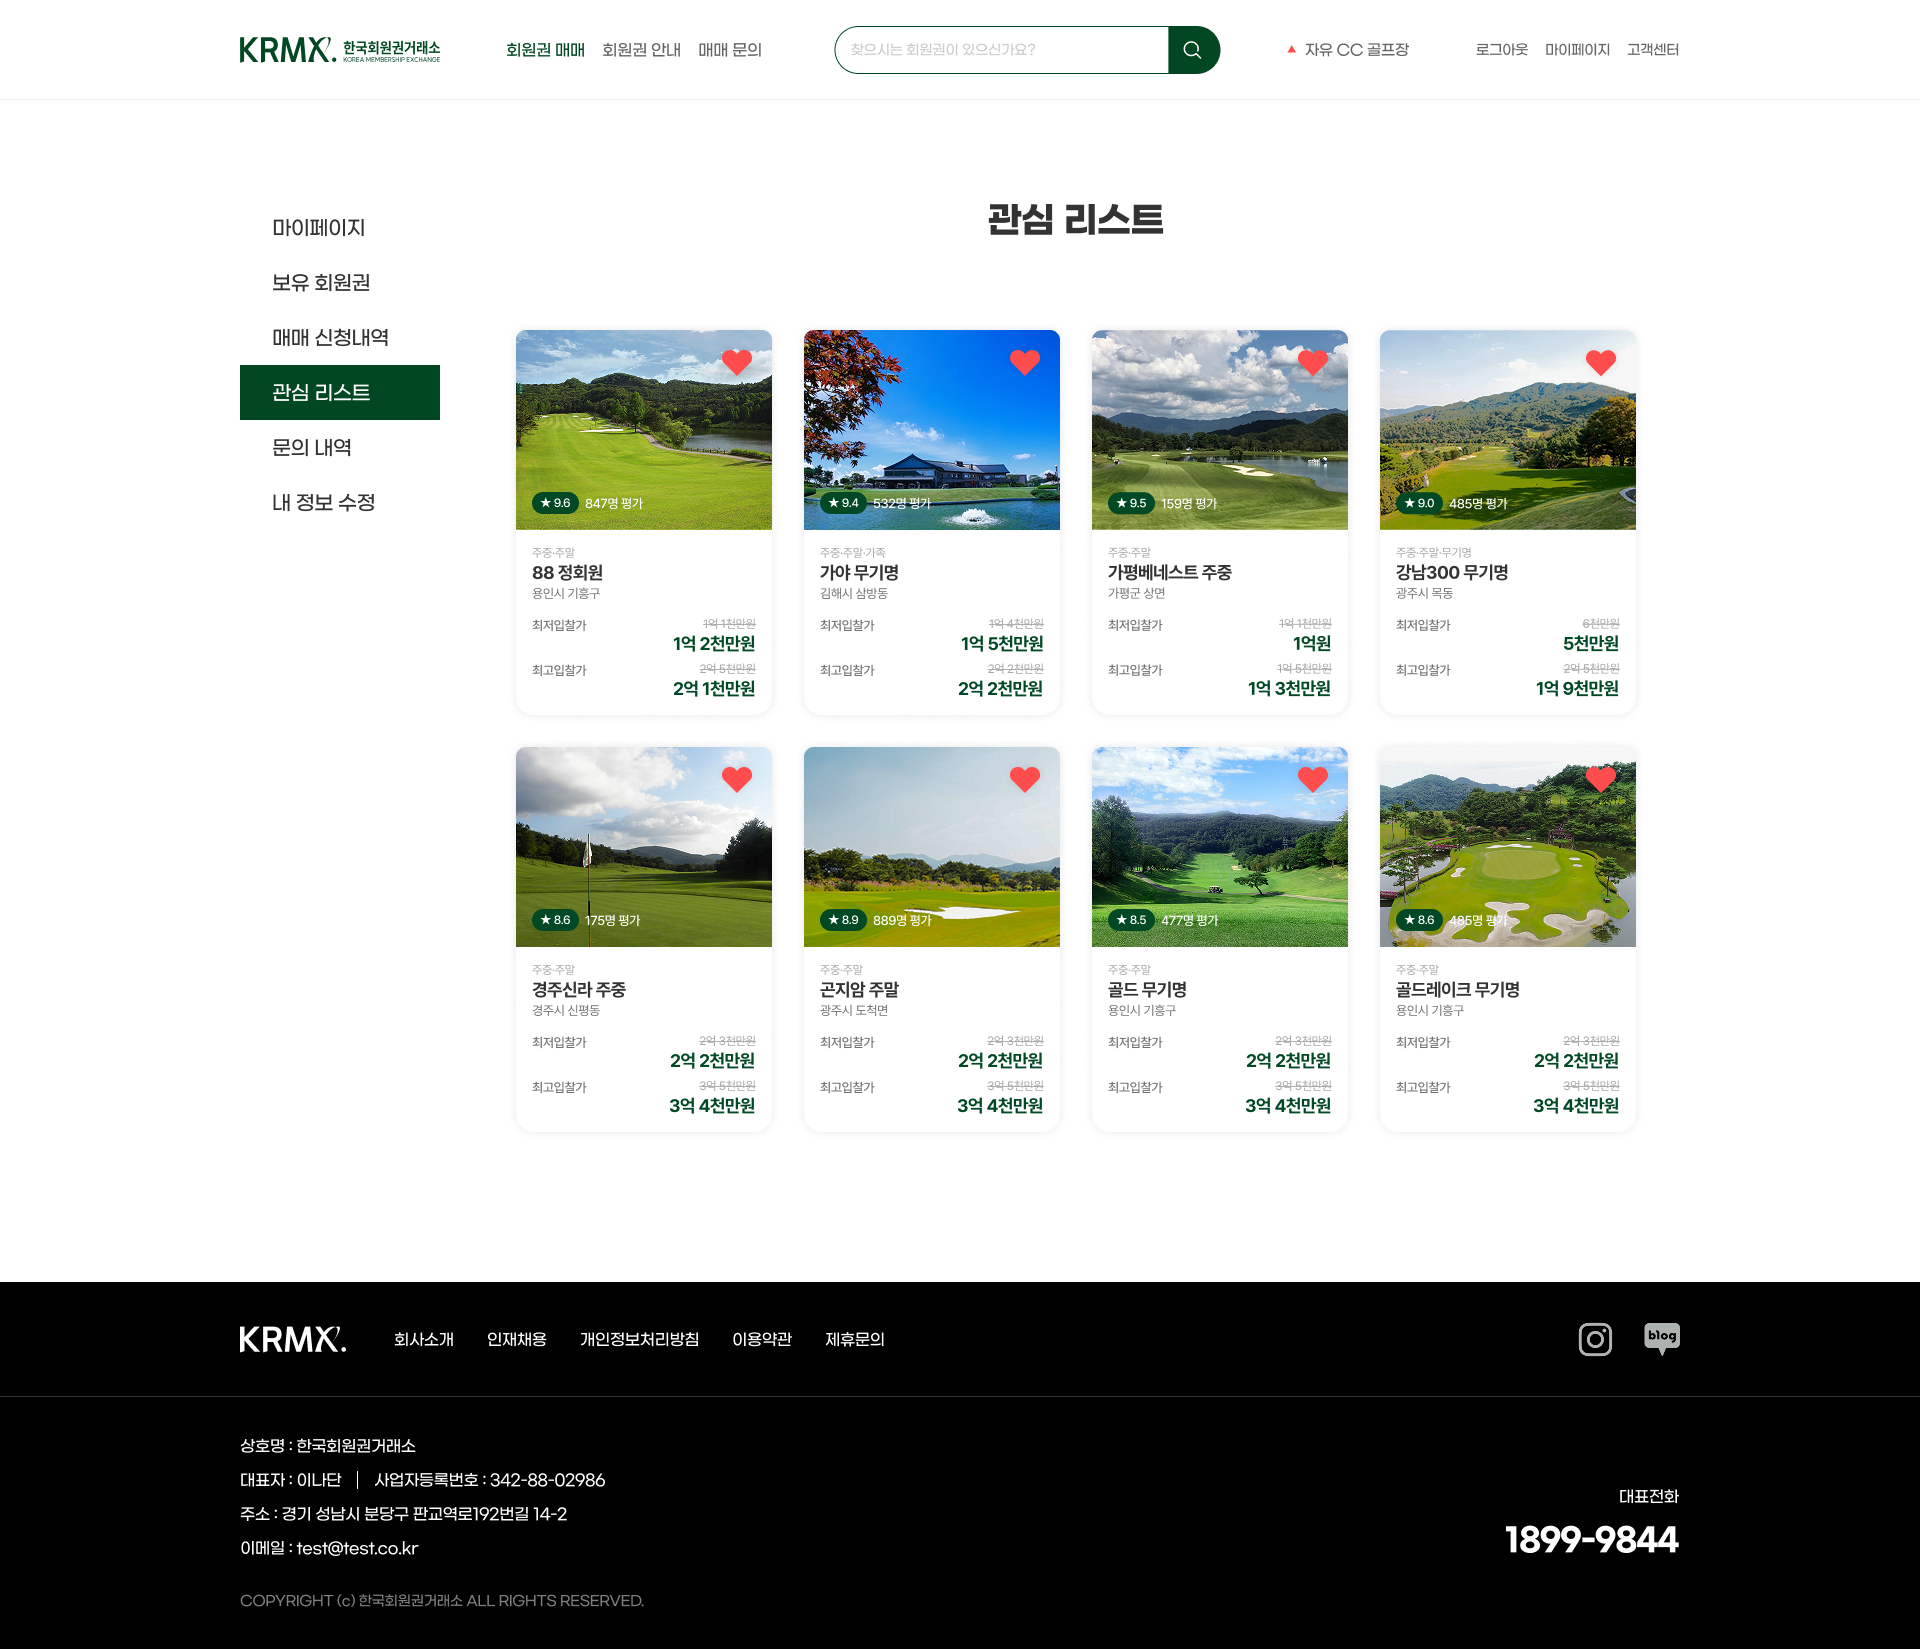 KRMX. 한국회원권거래소
KOREA MEMBERSHIP EXCHANGE
회원권 매매 회원권 안내 매매 문의
찾으시는 회원권이 있으신가요?
▲ 자유 CC 골프장
로그아웃 마이페이지 고객센터
마이페이지
보유 회원권
매매 신청내역
관심 리스트
문의 내역
내 정보 수정
관심 리스트
★ 9.6 847명 평가
주중·주말
88 정회원
용인시 기흥구
최저입찰가 1억 1천만원
1억 2천만원
최고입찰가 2억 5천만원
2억 1천만원
★ 9.4 532명 평가
주중·주말·가족
가야 무기명
김해시 삼방동
최저입찰가 1억 4천만원
1억 5천만원
최고입찰가 2억 2천만원
2억 2천만원
★ 9.5 159명 평가
주중·주말
가평베네스트 주중
가평군 상면
최저입찰가 1억 1천만원
1억원
최고입찰가 1억 5천만원
1억 3천만원
★ 9.0 485명 평가
주중·주말·무기명
강남300 무기명
광주시 목동
최저입찰가 6천만원
5천만원
최고입찰가 2억 5천만원
1억 9천만원
★ 8.6 175명 평가
주중·주말
경주신라 주중
경주시 신평동
최저입찰가 2억 3천만원
2억 2천만원
최고입찰가 3억 5천만원
3억 4천만원
★ 8.9 889명 평가
주중·주말
곤지암 주말
광주시 도척면
최저입찰가 2억 3천만원
2억 2천만원
최고입찰가 3억 5천만원
3억 4천만원
★ 8.5 477명 평가
주중·주말
골드 무기명
용인시 기흥구
최저입찰가 2억 3천만원
2억 2천만원
최고입찰가 3억 5천만원
3억 4천만원
★ 8.6 485명 평가
주중·주말
골드레이크 무기명
용인시 기흥구
최저입찰가 2억 3천만원
2억 2천만원
최고입찰가 3억 5천만원
3억 4천만원
KRMX. 회사소개 인재채용 개인정보처리방침 이용약관 제휴문의
blog
상호명 : 한국회원권거래소
대표자 : 이나단 | 사업자등록번호 : 342-88-02986
주소 : 경기 성남시 분당구 판교역로192번길 14-2
이메일 : test@test.co.kr
대표전화
1899-9844
COPYRIGHT (c) 한국회원권거래소 ALL RIGHTS RESERVED.